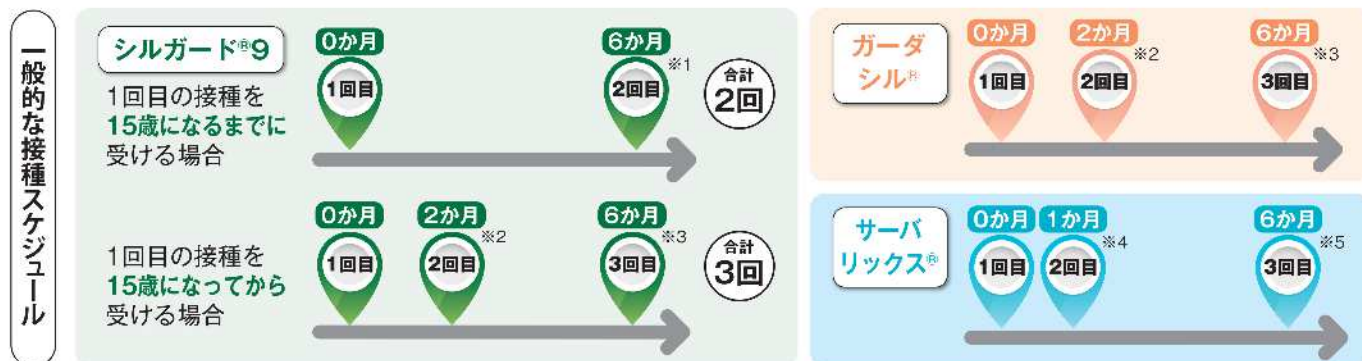 一般的な接種スケジュール
シルガード®9
1回目の接種を
15歳になるまでに
受ける場合
0か月
1回目
6か月
※1
2回目
合計
2回
1回目の接種を
15歳になってから
受ける場合
0か月
1回目
2か月
※2
2回目
6か月
※3
3回目
合計
3回
ガーダ
シル®
0か月
1回目
2か月
※2
2回目
6か月
※3
3回目
サーバ
リックス®
0か月
1回目
1か月
※4
2回目
6か月
※5
3回目